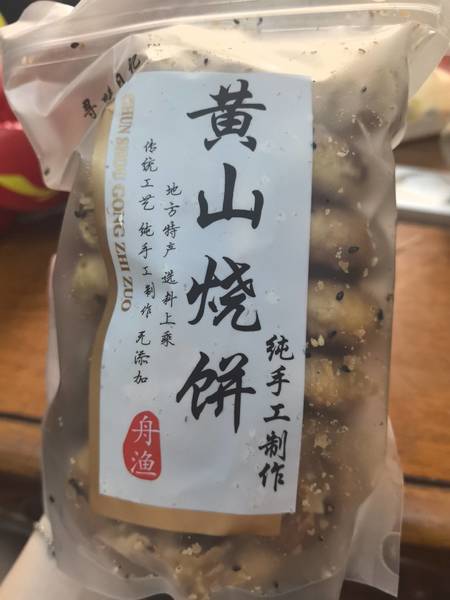 黄山烧饼
纯手工制作
地方特产 选料上乘
传统工艺 纯手工制作 无添加
CHUN SHOU GONG ZHI ZUO
舟渔